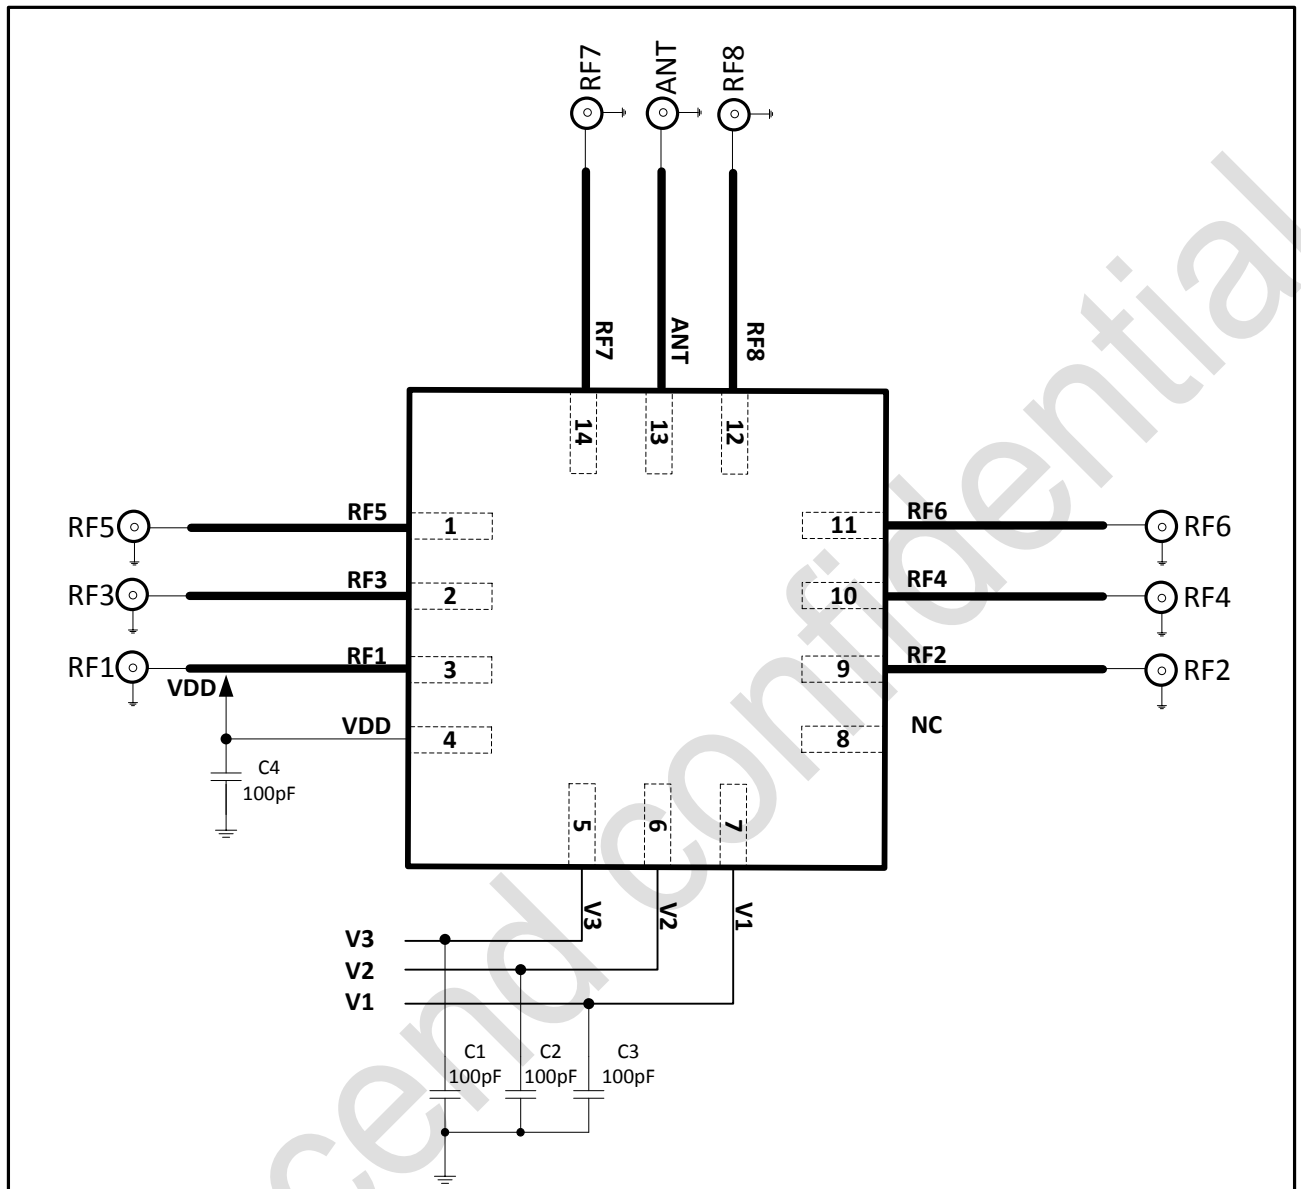 RF7
ANT
RF8
RF7
ANT
RF8
14
13
12
RF5
RF5
1
11
RF6
RF6
RF3
RF3
2
10
RF4
RF4
RF1
RF1
3
9
RF2
RF2
VDD
VDD
4
8
NC
C4
100pF
5
6
7
V3
V2
V1
V3
V2
V1
C1
100pF
C2
100pF
C3
100pF
cend confidential